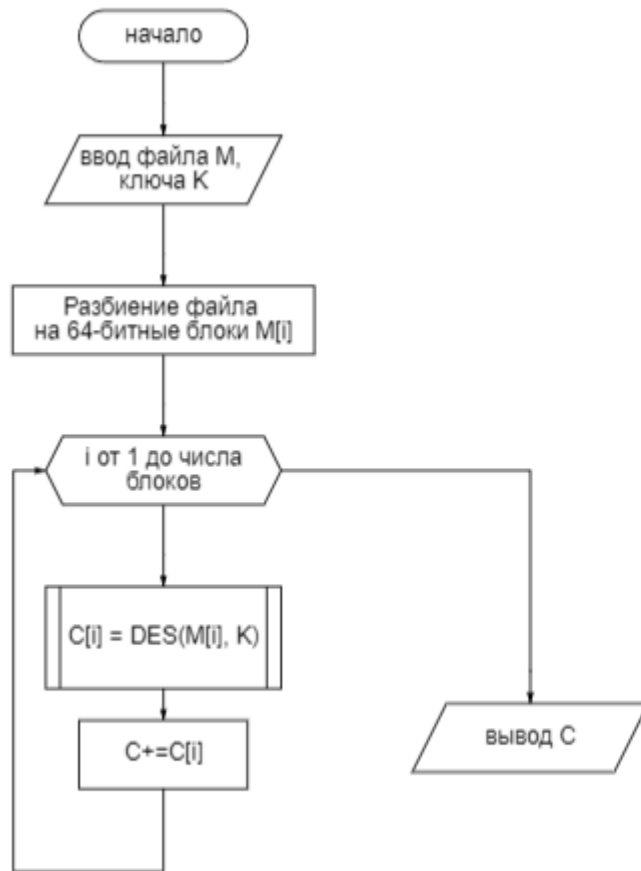 начало
ввод файла M,
ключа K
Разбиение файла
на 64-битные блоки M[i]
i от 1 до числа
блоков
C[i] = DES(M[i], K)
C+=C[i]
вывод C